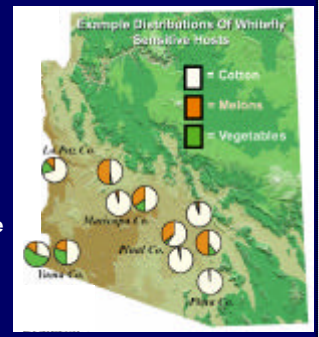 Example Distributions Of Whitefly
Sensitive Hosts
= Cotton
= Melons
= Vegetables
La Paz Co.
Maricopa Co.
Pinal Co.
Yuma Co.
Pima Co.
e